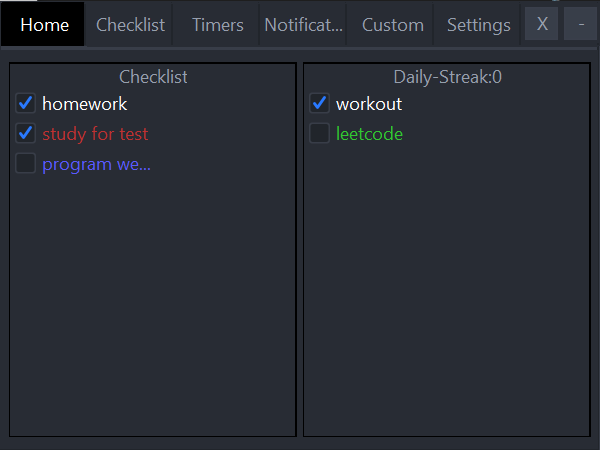 Home Checklist Timers Notificat... Custom Settings X -
Checklist
homework
study for test
program we...
Daily-Streak:0
workout
leetcode